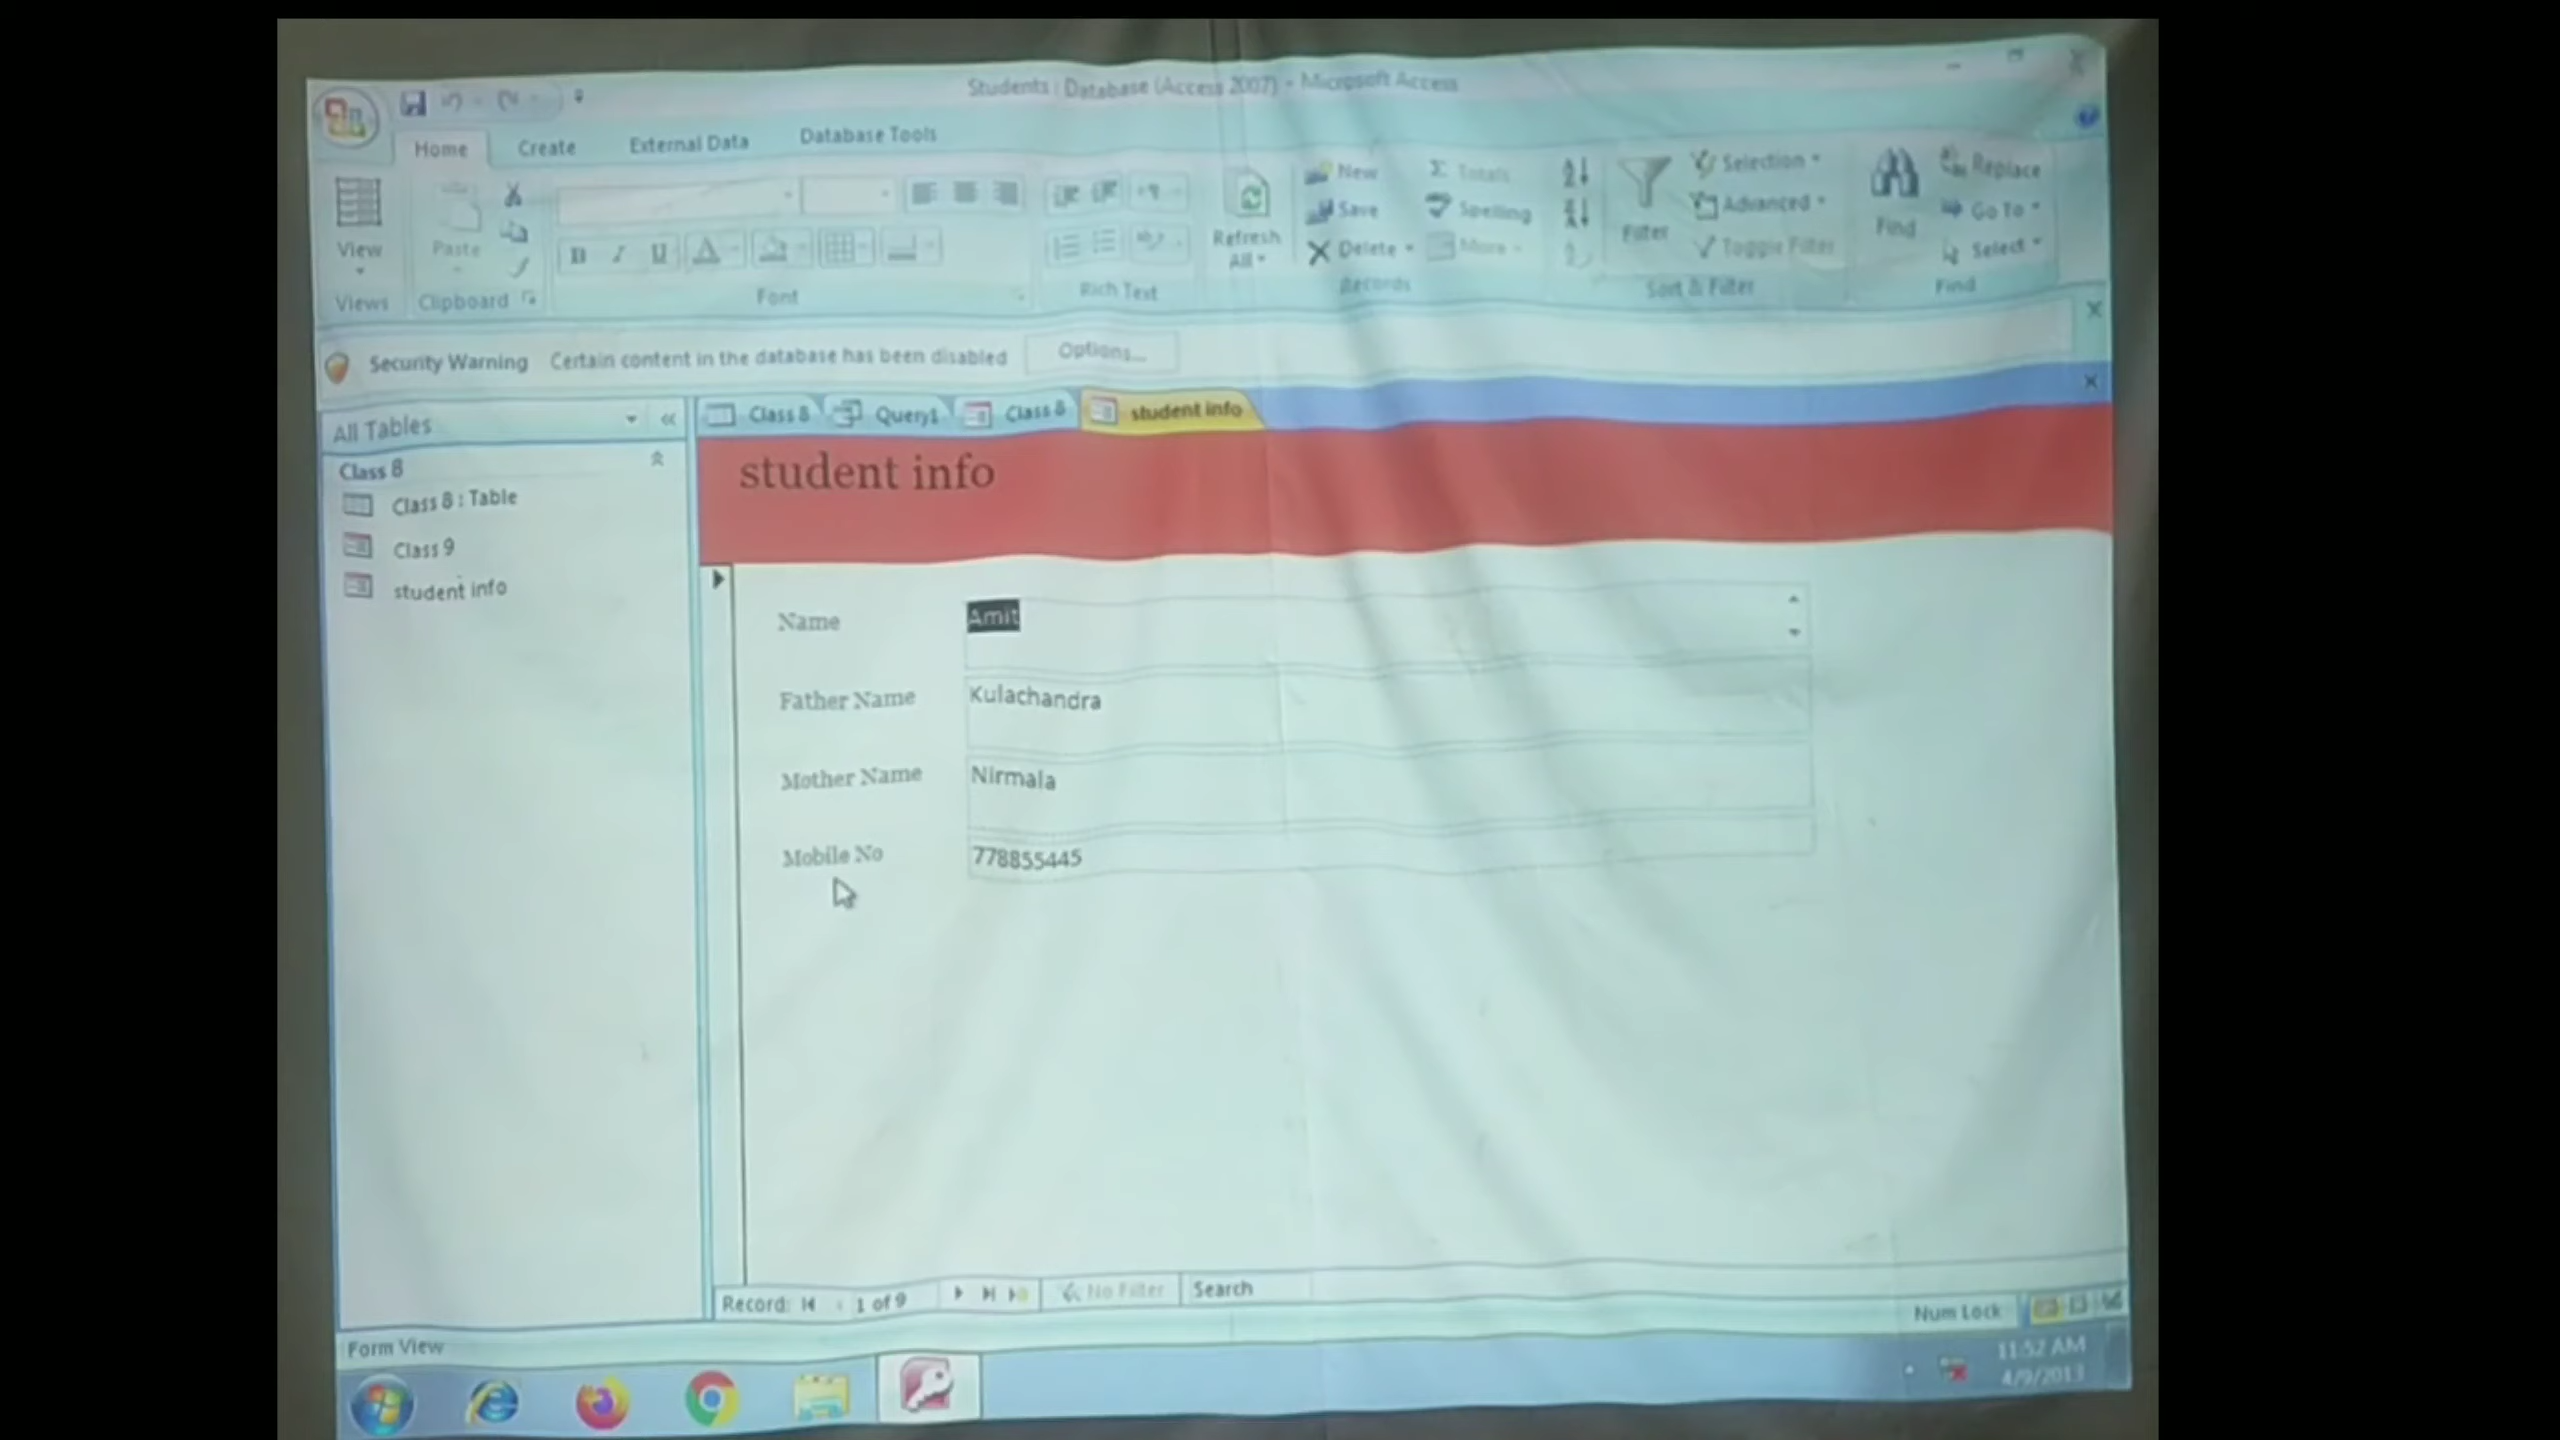 Students : Database (Access 2007) - Microsoft Access
Home Create External Data Database Tools
View Paste Refresh All New Save Delete Totals Spelling More Filter Selection Advanced Toggle Filter Find Replace Go To Select
B I U
Views Clipboard Font Rich Text Records Sort & Filter Find
Security Warning Certain content in the database has been disabled Options...
All Tables
Class 8 Query1 Class 8 student info
Class 8
Class 8 : Table
Class 9
student info
student info
Name Amit
Father Name Kulachandra
Mother Name Nirmala
Mobile No 778855445
Record: 1 of 9 No Filter Search
Num Lock
Form View
11:52 AM
4/9/2013